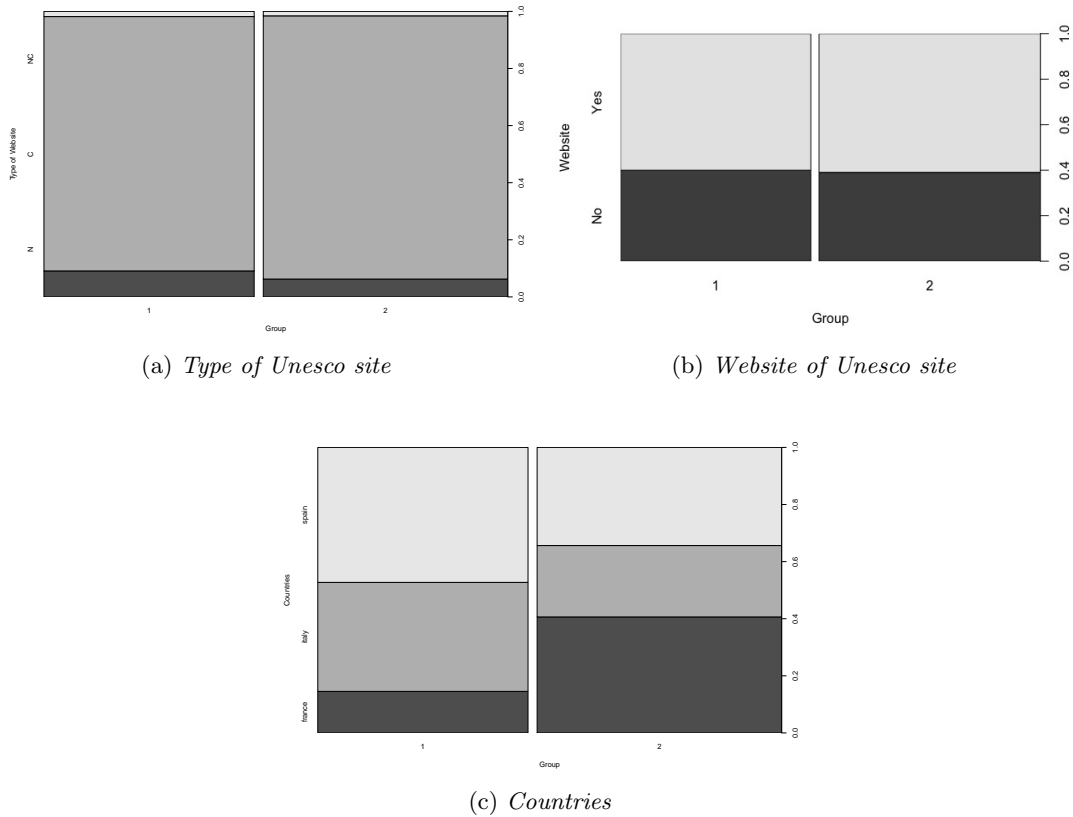 NC
C
N
Type of Website
1.0
0.8
0.6
0.4
0.2
0.0
1 2
Group
(a) Type of Unesco site
Yes
No
Website
1.0
0.8
0.6
0.4
0.2
0.0
1 2
Group
(b) Website of Unesco site
spain
italy
france
Countries
1.0
0.8
0.6
0.4
0.2
0.0
1 2
Group
(c) Countries